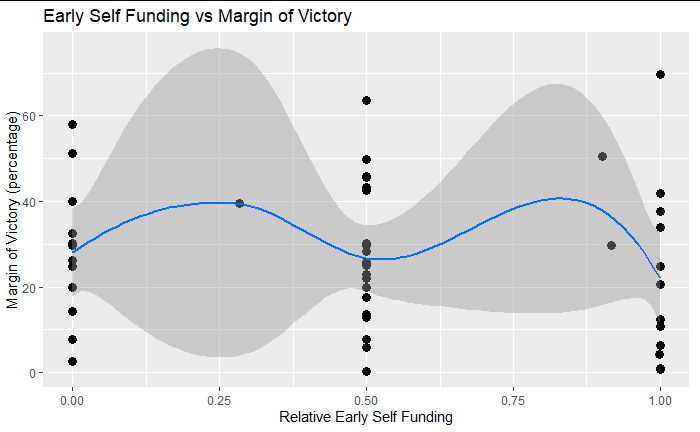 Early Self Funding vs Margin of Victory
Margin of Victory (percentage)
60
40
20
0
0.00 0.25 0.50 0.75 1.00
Relative Early Self Funding